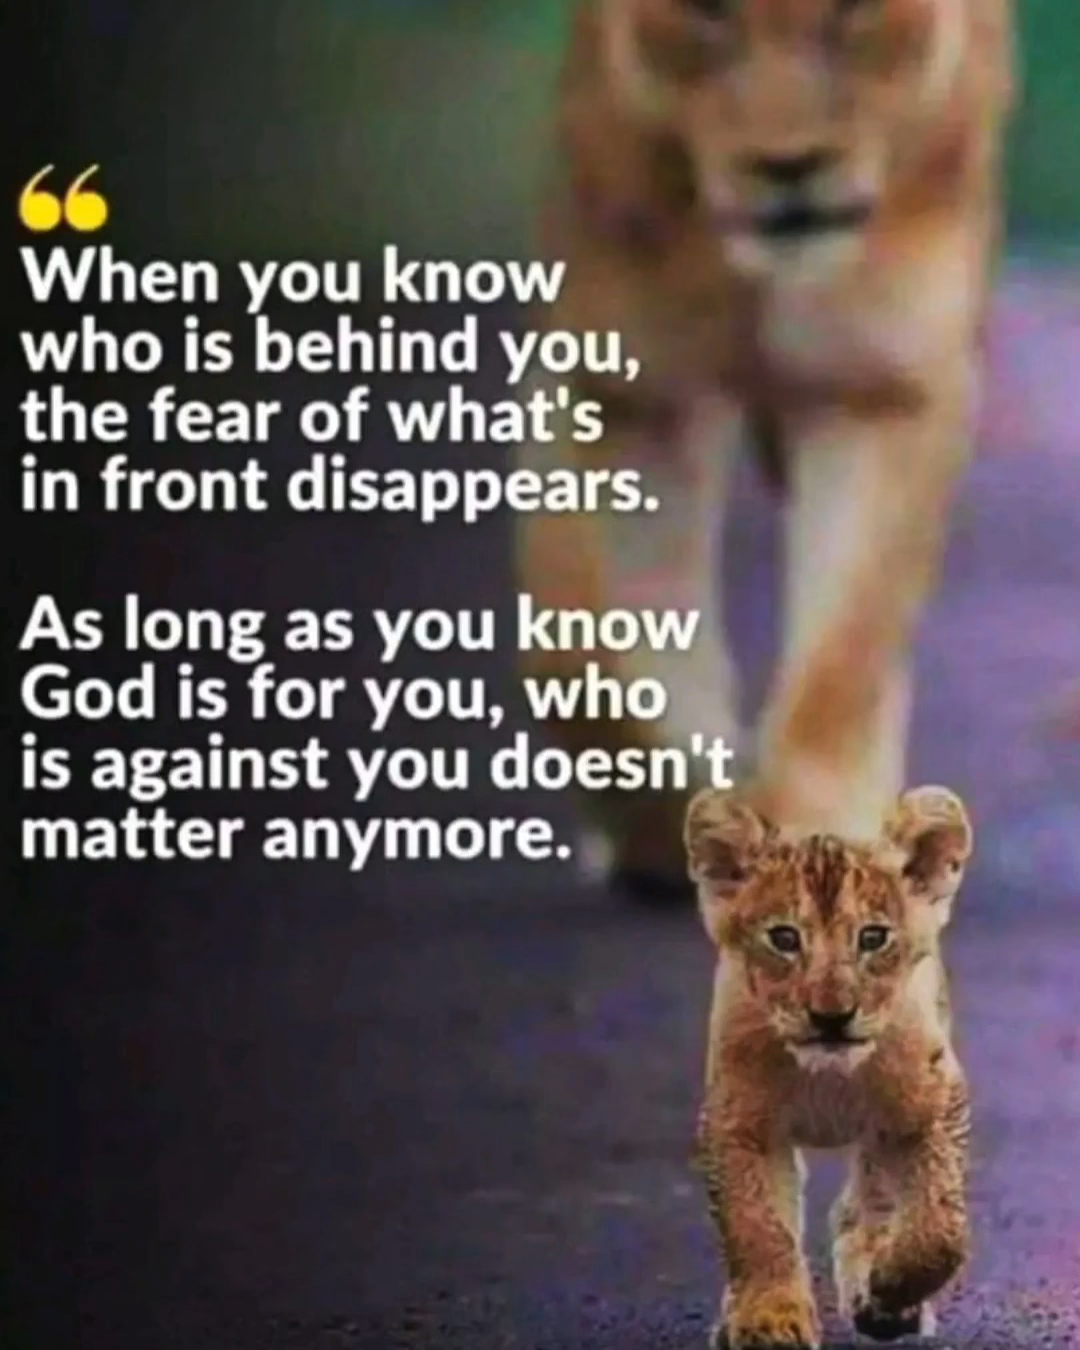 “
When you know
who is behind you,
the fear of what's
in front disappears.
As long as you know
God is for you, who
is against you doesn't
matter anymore.